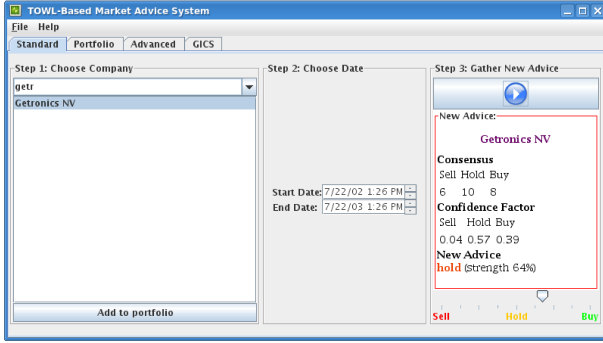 TOWL-Based Market Advice System
File Help
Standard Portfolio Advanced GICS
Step 1: Choose Company
getr
Getronics NV
Add to portfolio
Step 2: Choose Date
Start Date: 7/22/02 1:26 PM
End Date: 7/22/03 1:26 PM
Step 3: Gather New Advice
New Advice:
Getronics NV
Consensus
Sell Hold Buy
6 10 8
Confidence Factor
Sell Hold Buy
0.04 0.57 0.39
New Advice
hold (strength 64%)
Sell Hold Buy